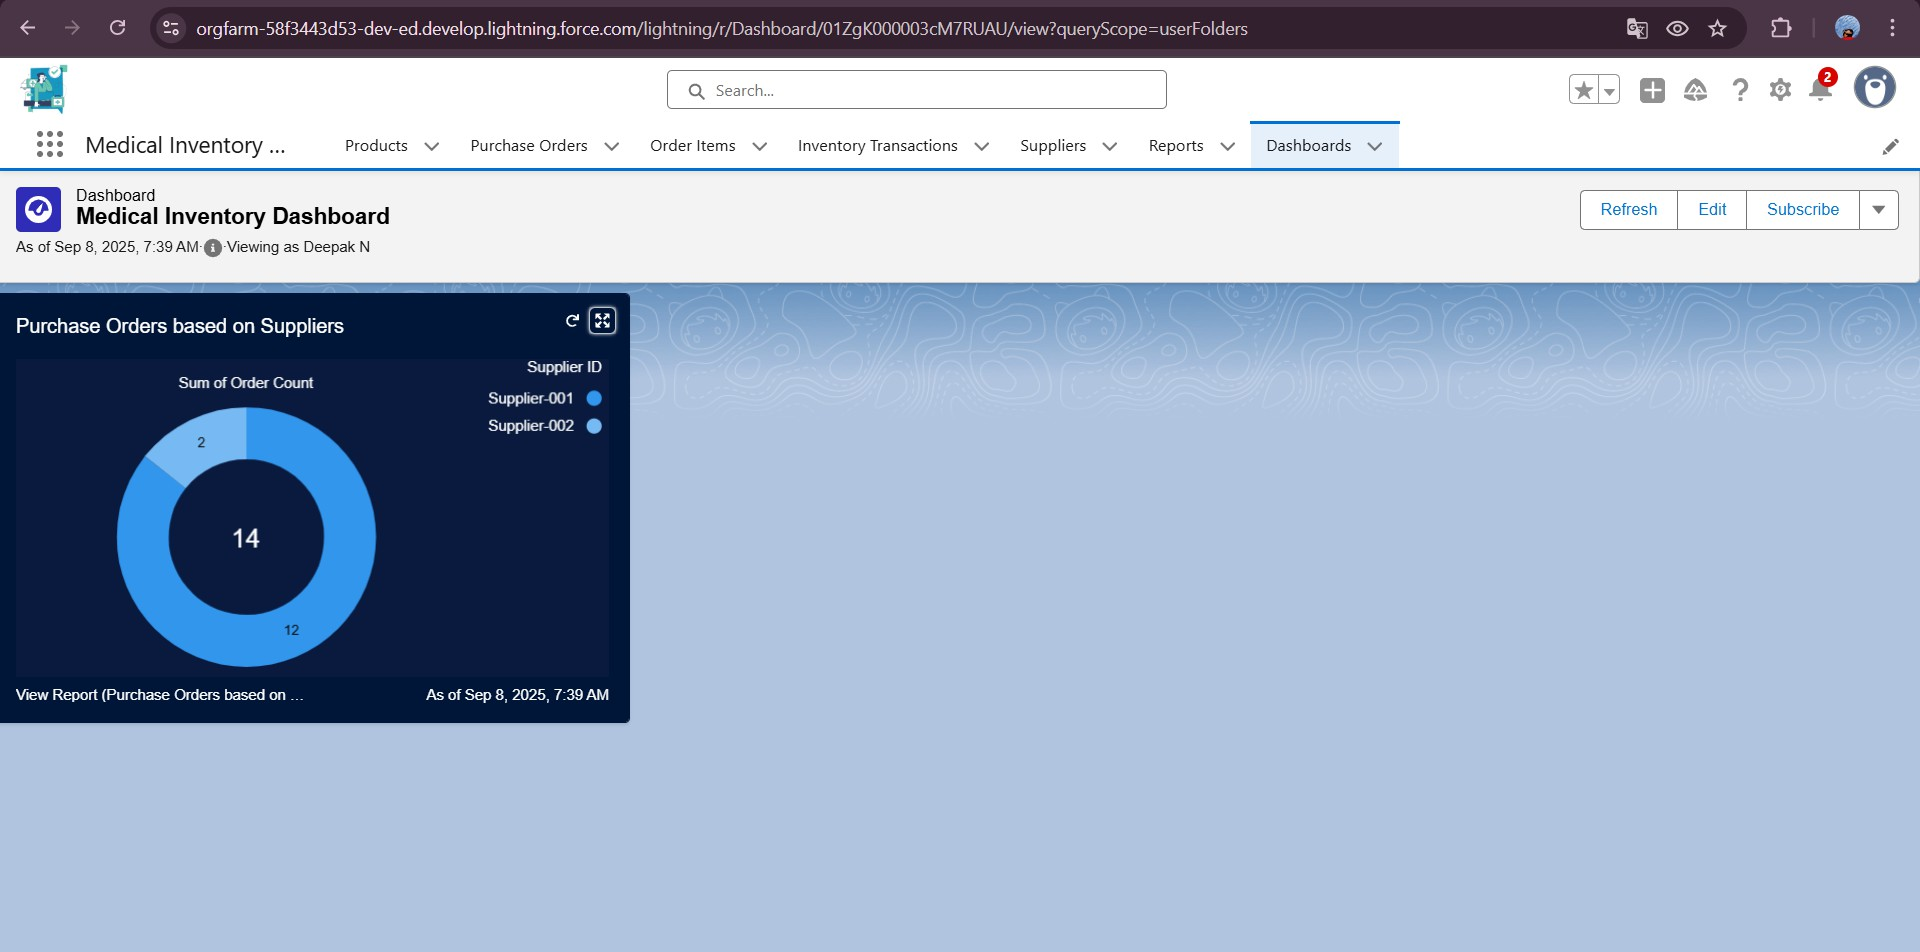 orgfarm-58f3443d53-dev-ed.develop.lightning.force.com/lightning/r/Dashboard/01ZgK000003cM7RUAU/view?queryScope=userFolders
Search...
2
Medical Inventory ...
Products
Purchase Orders
Order Items
Inventory Transactions
Suppliers
Reports
Dashboards
Dashboard
Medical Inventory Dashboard
As of Sep 8, 2025, 7:39 AM·Viewing as Deepak N
Refresh
Edit
Subscribe
Purchase Orders based on Suppliers
Supplier ID
Sum of Order Count
Supplier-001
Supplier-002
2
14
12
View Report (Purchase Orders based on ...
As of Sep 8, 2025, 7:39 AM